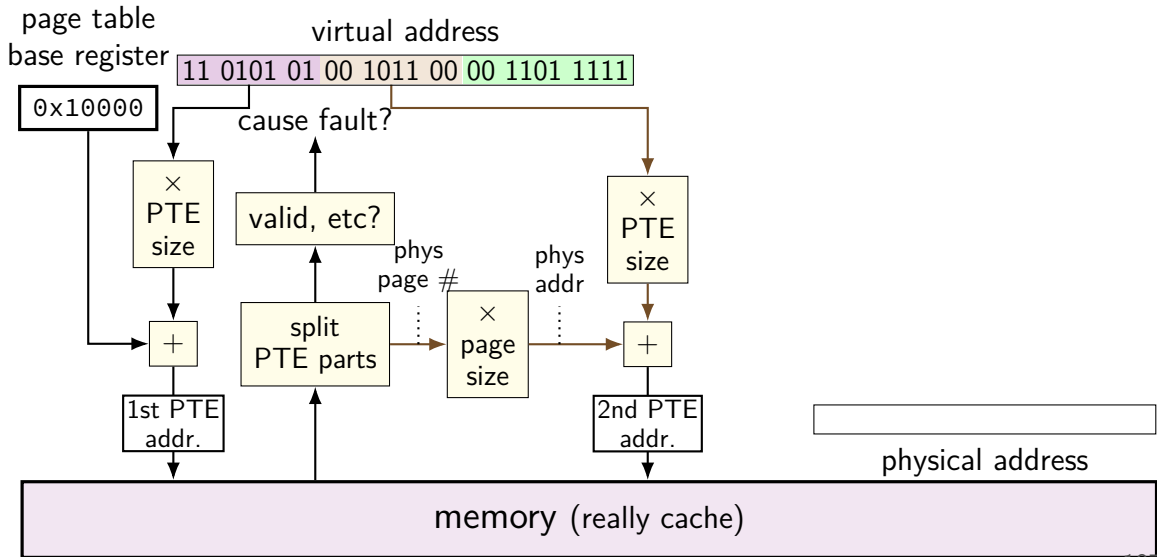 page table
base register
virtual address
11 0101 01 00 1011 00 00 1101 1111
0x10000
cause fault?
×
PTE
size
valid, etc?
×
PTE
size
phys
page #
phys
addr
+
split
PTE parts
×
page
size
+
1st PTE
addr.
2nd PTE
addr.
physical address
memory (really cache)